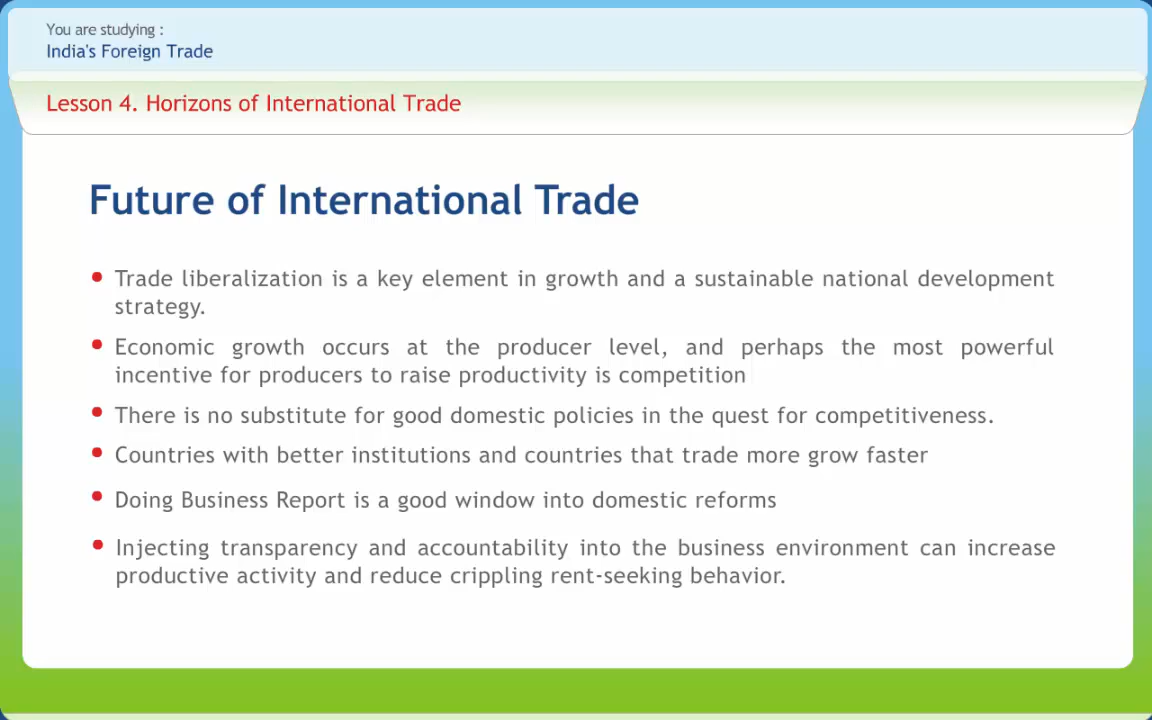 You are studying :
India's Foreign Trade
Lesson 4. Horizons of International Trade
Future of International Trade
• Trade liberalization is a key element in growth and a sustainable national development
strategy.
• Economic growth occurs at the producer level, and perhaps the most powerful
incentive for producers to raise productivity is competition
• There is no substitute for good domestic policies in the quest for competitiveness.
• Countries with better institutions and countries that trade more grow faster
• Doing Business Report is a good window into domestic reforms
• Injecting transparency and accountability into the business environment can increase
productive activity and reduce crippling rent-seeking behavior.